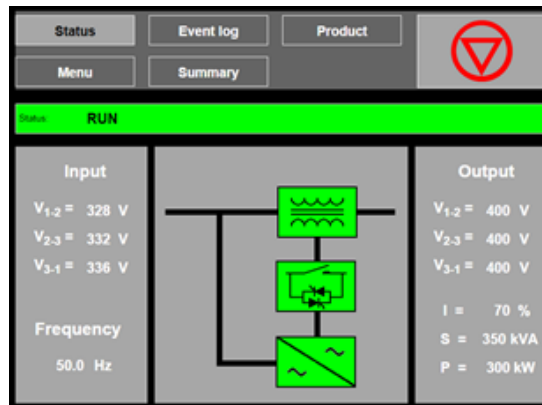 Status
Event log
Product
Menu
Summary
Status: RUN
Input
V1-2 = 328 V
V2-3 = 332 V
V3-1 = 336 V
Frequency
50.0 Hz
Output
V1-2 = 400 V
V2-3 = 400 V
V3-1 = 400 V
I = 70 %
S = 350 kVA
P = 300 kW